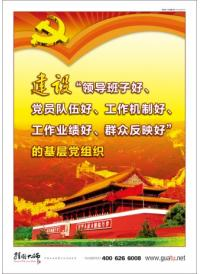 建设“领导班子好、
党员队伍好、工作机制好、
工作业绩好、群众反映好”
的基层党组织
400 626 6008
www.guatu.net